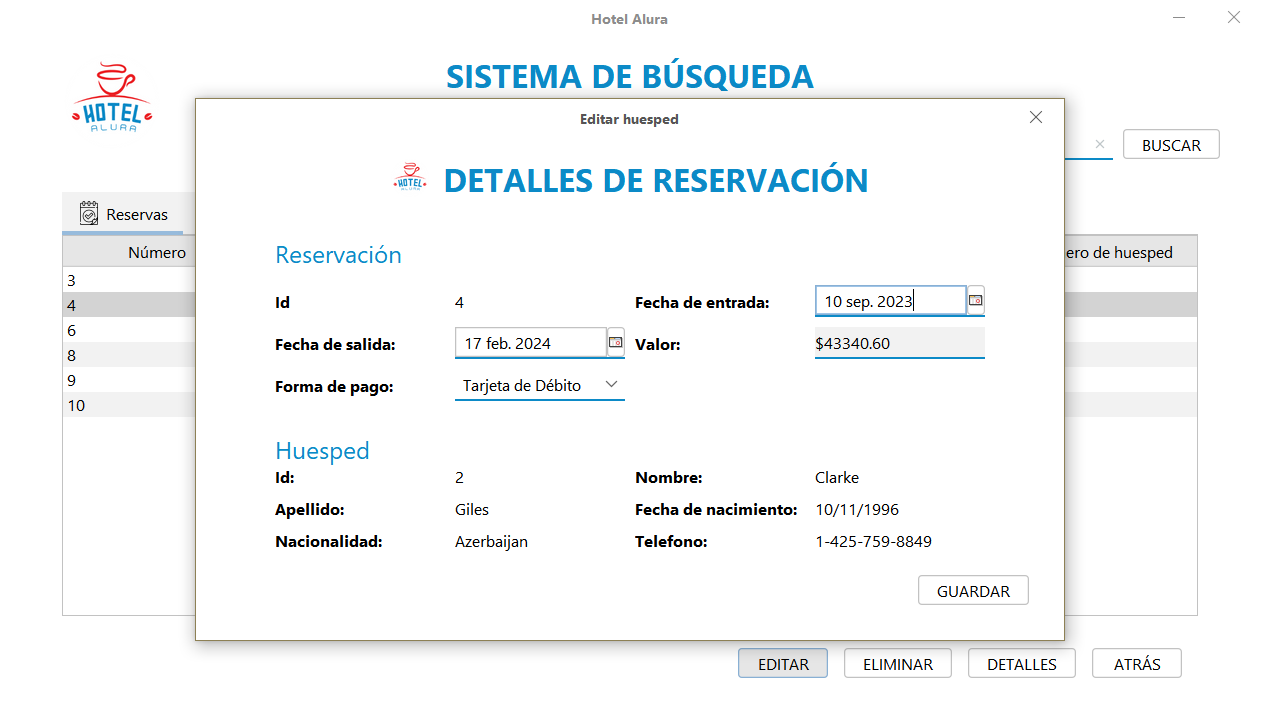 Hotel Alura
HOTEL
ALURA
SISTEMA DE BÚSQUEDA
BUSCAR
Reservas
Número
ero de huesped
3
4
6
8
9
10
Editar huesped
HOTEL
ALURA
DETALLES DE RESERVACIÓN
Reservación
Id 4 Fecha de entrada: 10 sep. 2023
Fecha de salida: 17 feb. 2024 Valor: $43340.60
Forma de pago: Tarjeta de Débito
Huesped
Id: 2 Nombre: Clarke
Apellido: Giles Fecha de nacimiento: 10/11/1996
Nacionalidad: Azerbaijan Telefono: 1-425-759-8849
GUARDAR
EDITAR ELIMINAR DETALLES ATRÁS